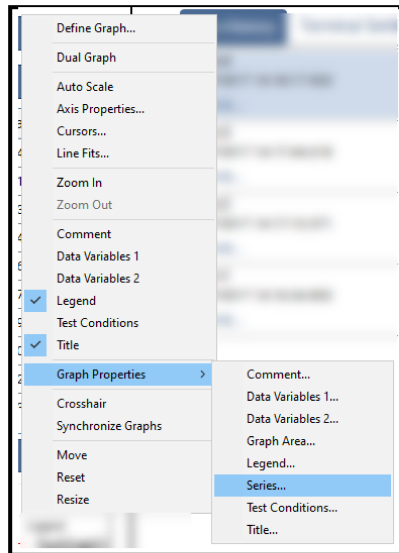 Define Graph...
Dual Graph
Auto Scale
Axis Properties...
Cursors...
Line Fits...
Zoom In
Zoom Out
Comment
Data Variables 1
Data Variables 2
Legend
Test Conditions
Title
Graph Properties
Crosshair
Synchronize Graphs
Move
Reset
Resize
Comment...
Data Variables 1...
Data Variables 2...
Graph Area...
Legend...
Series...
Test Conditions...
Title...